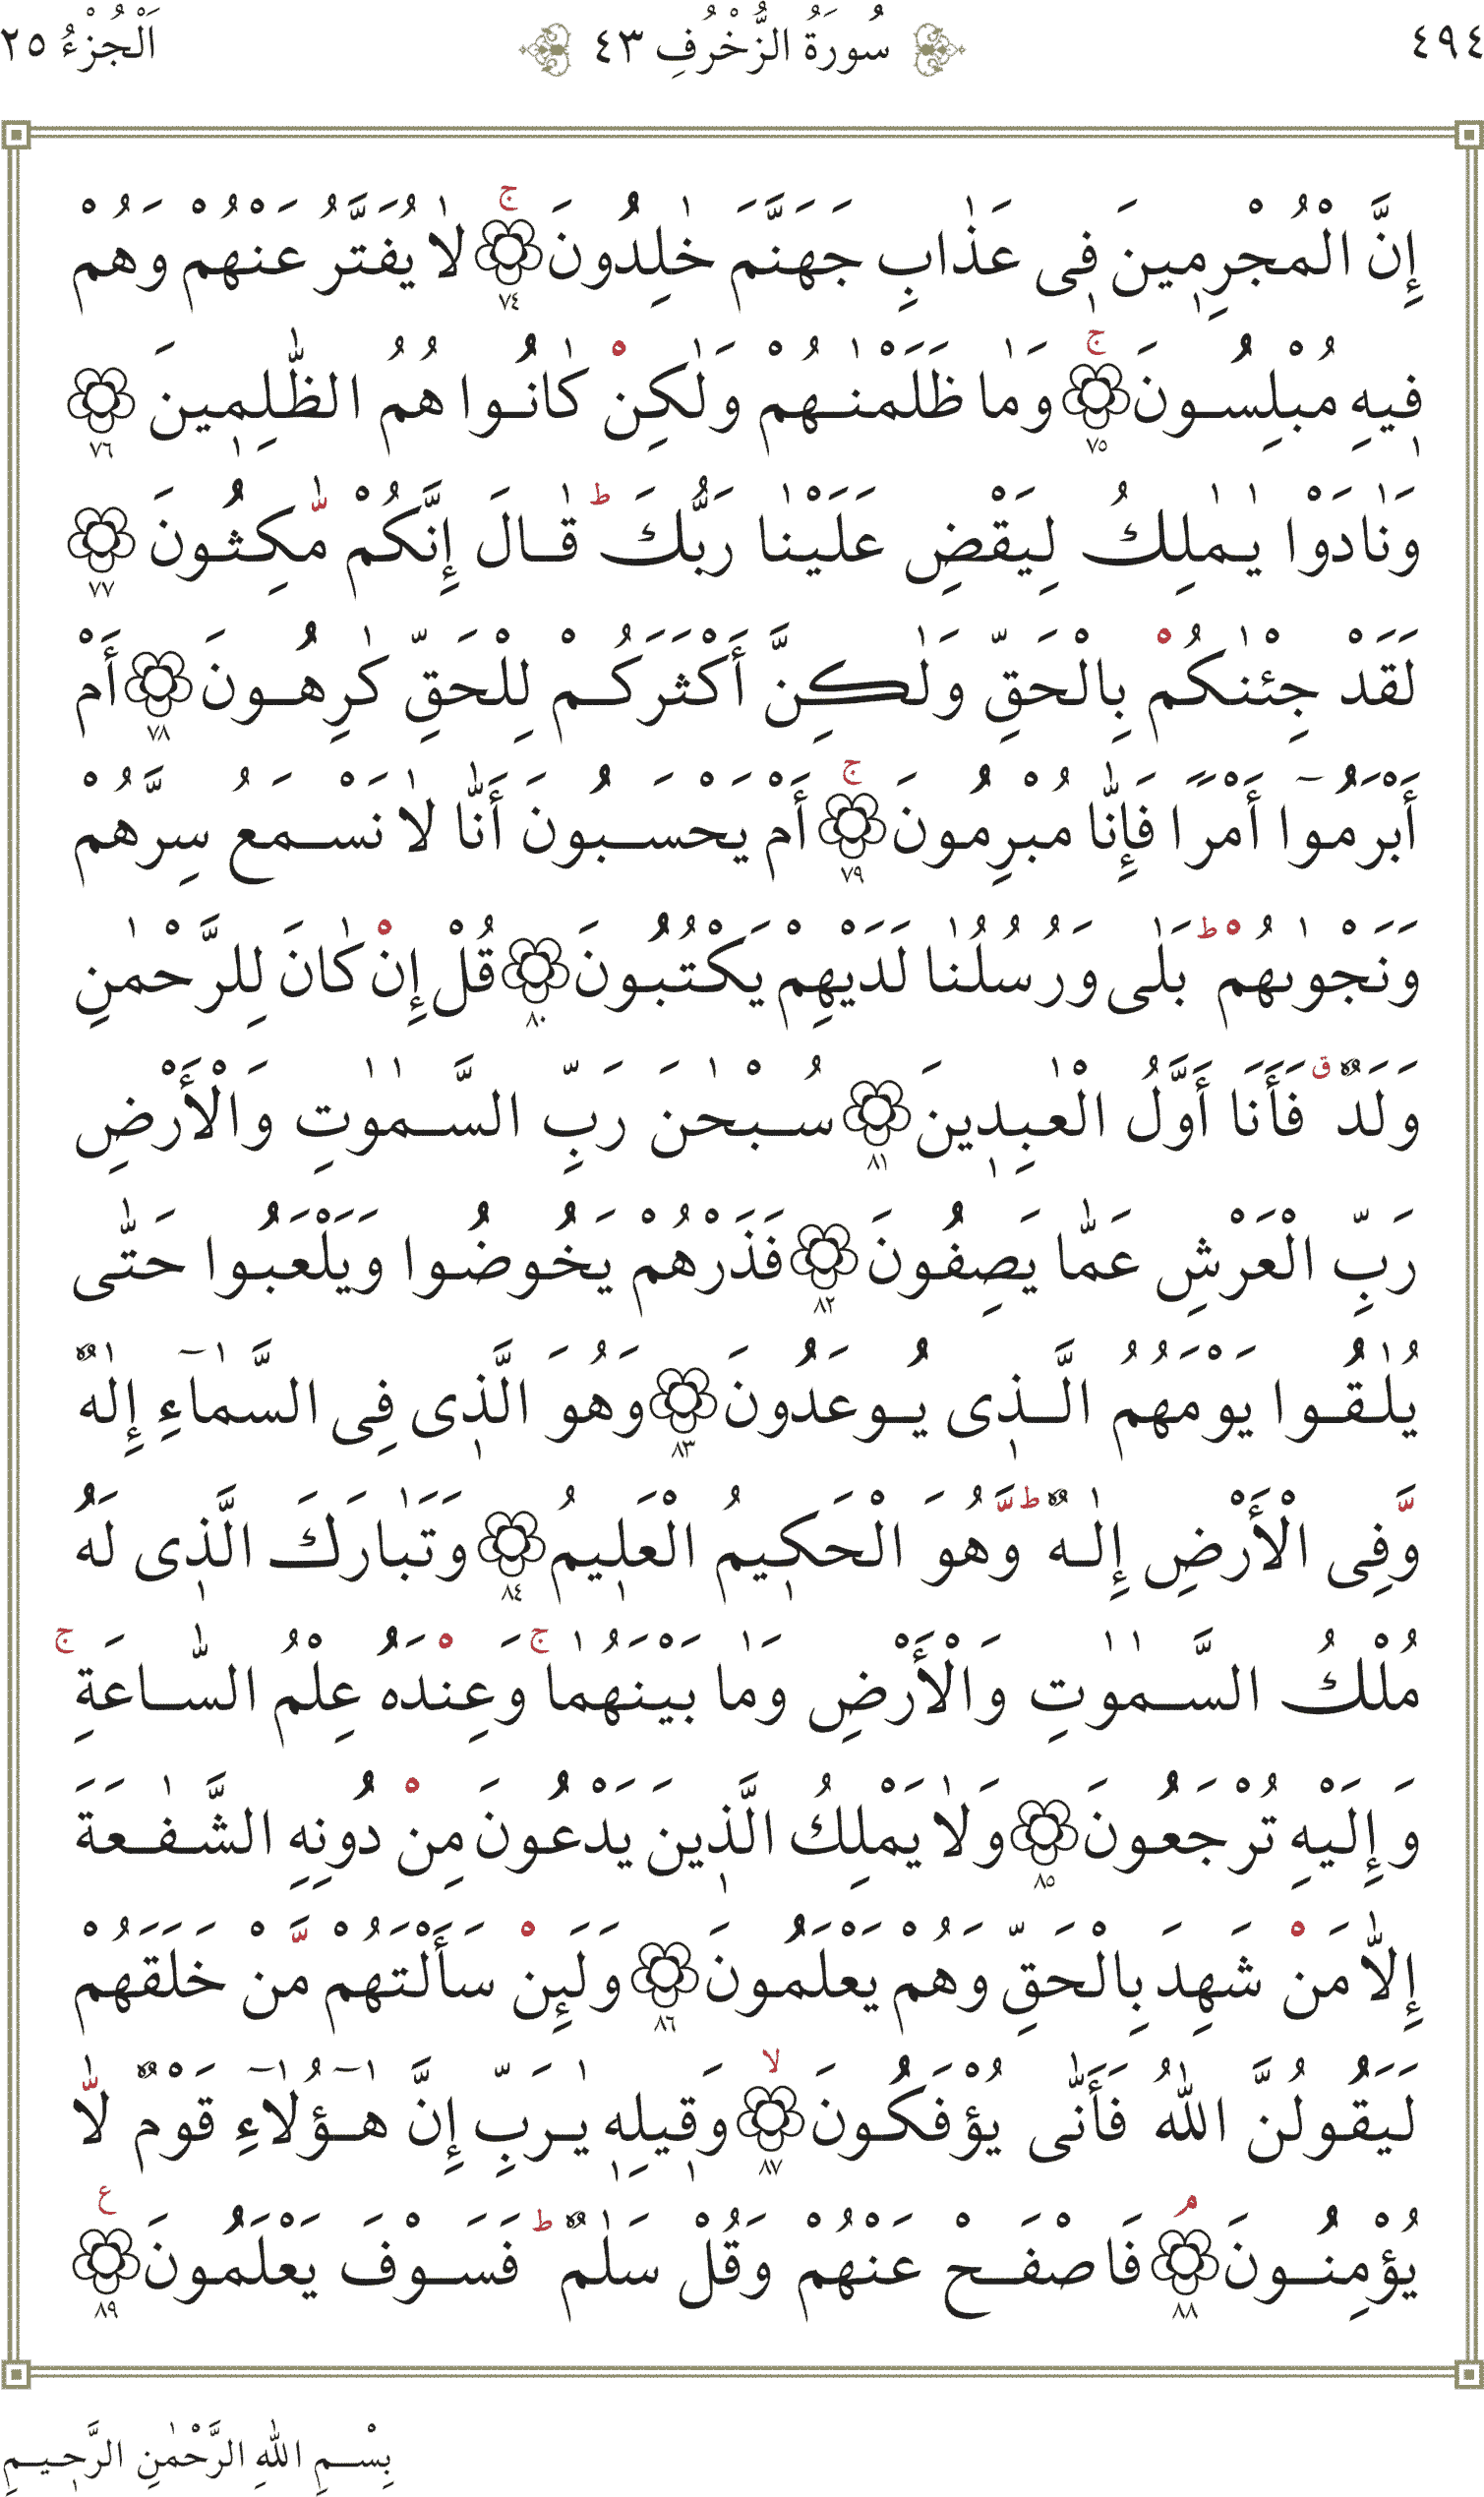 ٤٩٤ سُورَةُ الزُّخْرُفِ ٤٣ اَلْجُزْءُ ٢٥
إِنَّ الْمُجْرِمٖينَ فٖى عَذٰابِ جَهَنَّمَ خٰلِدُونَ ۚ ٧٤ لٰا يُفَتَّرُ عَنْهُمْ وَهُمْ
فٖيهِ مُبْلِسُونَ ۚ ٧٥ وَمٰا ظَلَمْنٰهُمْ وَلٰكِنْ كٰانُوا هُمُ الظّٰلِمٖينَ ٧٦
وَنٰادَوْا يٰمٰلِكُ لِيَقْضِ عَلَيْنٰا رَبُّكَ ؕ قٰالَ إِنَّكُمْ مّٰكِثُونَ ٧٧
لَقَدْ جِئْنٰكُمْ بِالْحَقِّ وَلٰكِنَّ أَكْثَرَكُمْ لِلْحَقِّ كٰرِهُونَ ٧٨ أَمْ
أَبْرَمُوٓا أَمْرًا فَإِنّٰا مُبْرِمُونَ ۚ ٧٩ أَمْ يَحْسَبُونَ أَنّٰا لٰا نَسْمَعُ سِرَّهُمْ
وَنَجْوٰىهُمْ ؕ بَلٰى وَرُسُلُنٰا لَدَيْهِمْ يَكْتُبُونَ ٨٠ قُلْ إِنْ كٰانَ لِلرَّحْمٰنِ
وَلَدٌ ۗ فَأَنَا أَوَّلُ الْعٰبِدٖينَ ٨١ سُبْحٰنَ رَبِّ السَّمٰوٰتِ وَالْأَرْضِ
رَبِّ الْعَرْشِ عَمّٰا يَصِفُونَ ٨٢ فَذَرْهُمْ يَخُوضُوا وَيَلْعَبُوا حَتّٰى
يُلٰقُوا يَوْمَهُمُ الَّذٖى يُوعَدُونَ ٨٣ وَهُوَ الَّذٖى فِى السَّمٰٓاءِ إِلٰهٌ
وَّفِى الْأَرْضِ إِلٰهٌ ؕ وَّهُوَ الْحَكٖيمُ الْعَلٖيمُ ٨٤ وَتَبٰارَكَ الَّذٖى لَهُ
مُلْكُ السَّمٰوٰتِ وَالْأَرْضِ وَمٰا بَيْنَهُمٰا ۚ وَعِنْدَهُ عِلْمُ السّٰاعَةِ ۚ
وَإِلَيْهِ تُرْجَعُونَ ٨٥ وَلٰا يَمْلِكُ الَّذٖينَ يَدْعُونَ مِنْ دُونِهِ الشَّفٰعَةَ
إِلّٰا مَنْ شَهِدَ بِالْحَقِّ وَهُمْ يَعْلَمُونَ ٨٦ وَلَئِنْ سَأَلْتَهُمْ مَّنْ خَلَقَهُمْ
لَيَقُولُنَّ اللّٰهُ فَأَنّٰى يُؤْفَكُونَ ۙ ٨٧ وَقٖيلِهٖ يٰرَبِّ إِنَّ هٰٓؤُلٰٓاءِ قَوْمٌ لّٰا
يُؤْمِنُونَ ۘ ٨٨ فَاصْفَحْ عَنْهُمْ وَقُلْ سَلٰمٌ ؕ فَسَوْفَ يَعْلَمُونَ ع ٨٩
بِسْمِ اللّٰهِ الرَّحْمٰنِ الرَّحٖيمِ